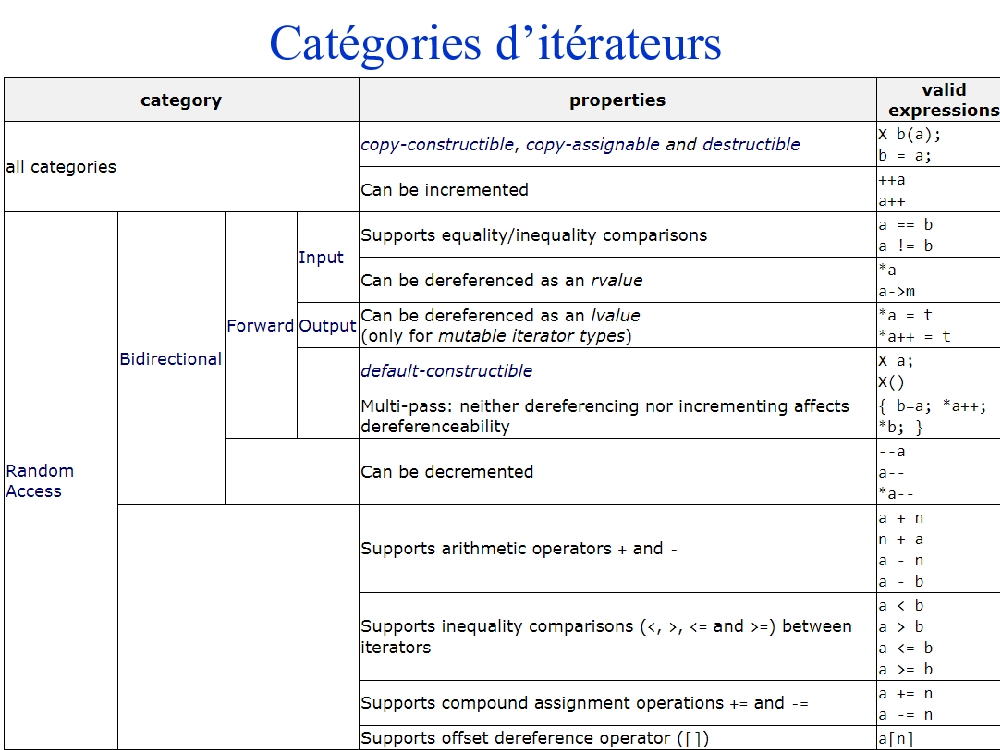 Catégories d’itérateurs
category
properties
valid
expressions
all categories
copy-constructible, copy-assignable and destructible
X b(a);
b = a;
Can be incremented
++a
a++
Random
Access
Bidirectional
Forward
Input
Supports equality/inequality comparisons
a == b
a != b
Can be dereferenced as an rvalue
*a
a->m
Output
Can be dereferenced as an lvalue
(only for mutable iterator types)
*a = t
*a++ = t
default-constructible
X a;
X()
Multi-pass: neither dereferencing nor incrementing affects
dereferenceability
{ b=a; *a++;
*b; }
Can be decremented
--a
a--
*a--
Supports arithmetic operators + and -
a + n
n + a
a - n
a - b
Supports inequality comparisons (<, >, <= and >=) between
iterators
a < b
a > b
a <= b
a >= b
Supports compound assignment operations += and -=
a += n
a -= n
Supports offset dereference operator ([])
a[n]